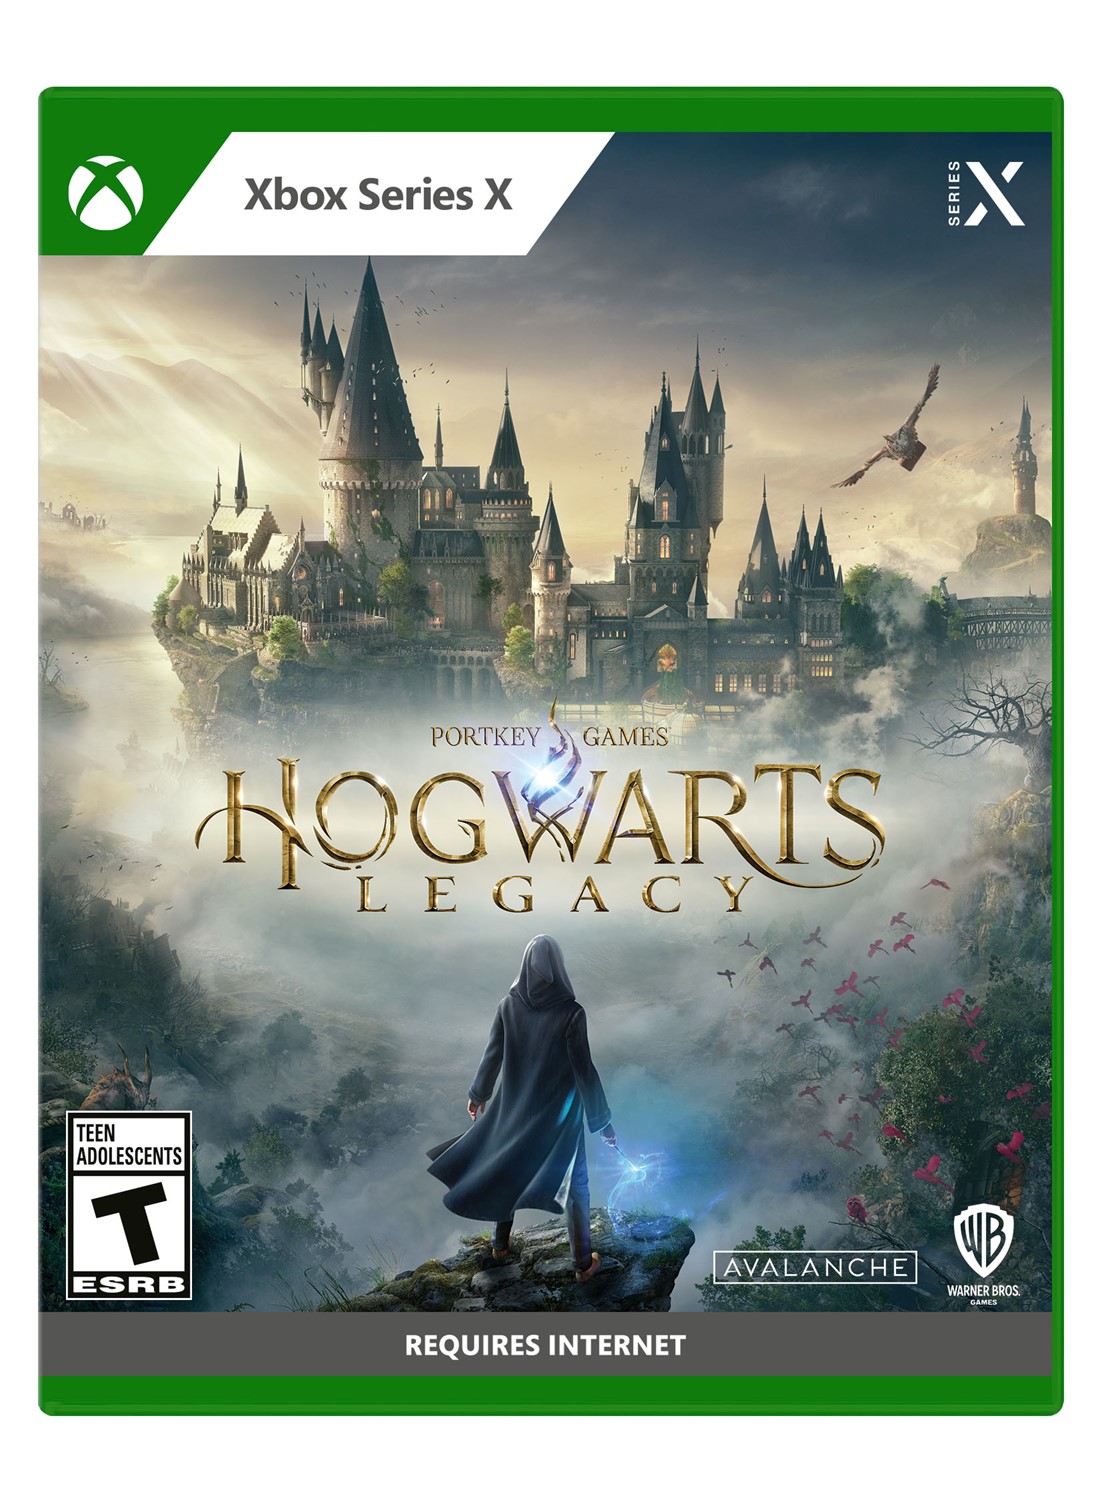 Xbox Series X
SERIES X
PORTKEY GAMES
HOGWARTS
LEGACY
TEEN
ADOLESCENTS
T
ESRB
AVALANCHE
WB
WARNER BROS.
GAMES
REQUIRES INTERNET